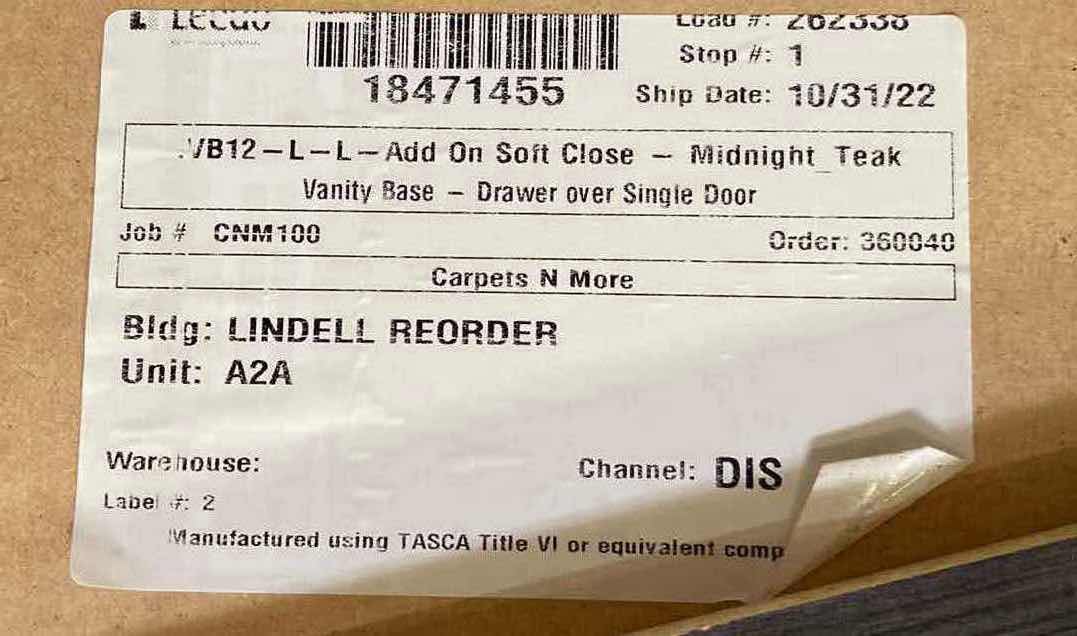 Stop #: 1
18471455
Ship Date: 10/31/22
.VB12-L-L-Add On Soft Close - Midnight_Teak
Vanity Base - Drawer over Single Door
Job # CNM100
Order: 360040
Carpets N More
Bldg: LINDELL REORDER
Unit: A2A
Warehouse:
Channel: DIS
Label #: 2
Manufactured using TASCA Title VI or equivalent comp